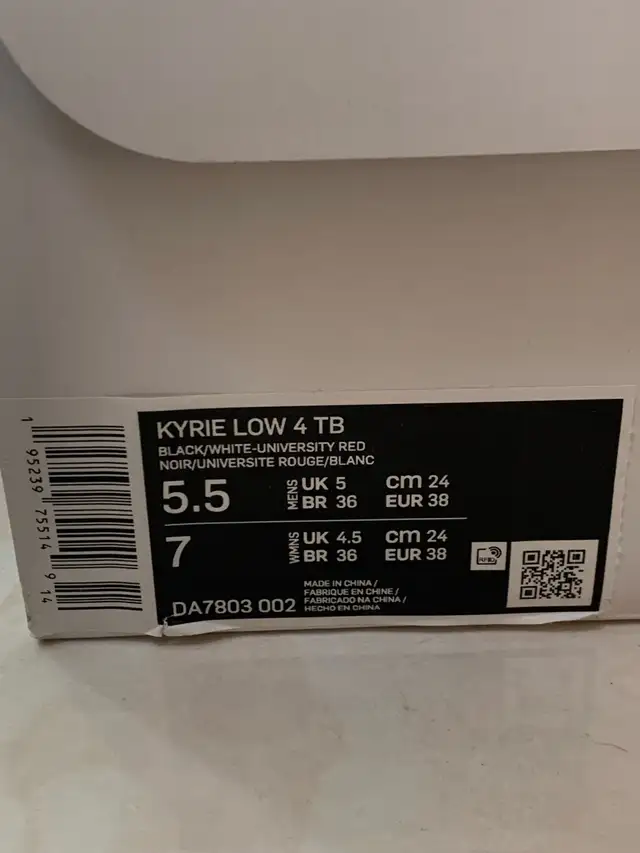 KYRIE LOW 4 TB
BLACK/WHITE-UNIVERSITY RED
NOIR/UNIVERSITE ROUGE/BLANC
5.5 MENS UK 5 cm 24
BR 36 EUR 38
7 WMNS UK 4.5 cm 24
BR 36 EUR 38
RFID
DA7803 002
MADE IN CHINA /
FABRIQUE EN CHINE /
FABRICADO NA CHINA /
HECHO EN CHINA
1 95239 75514 9 14